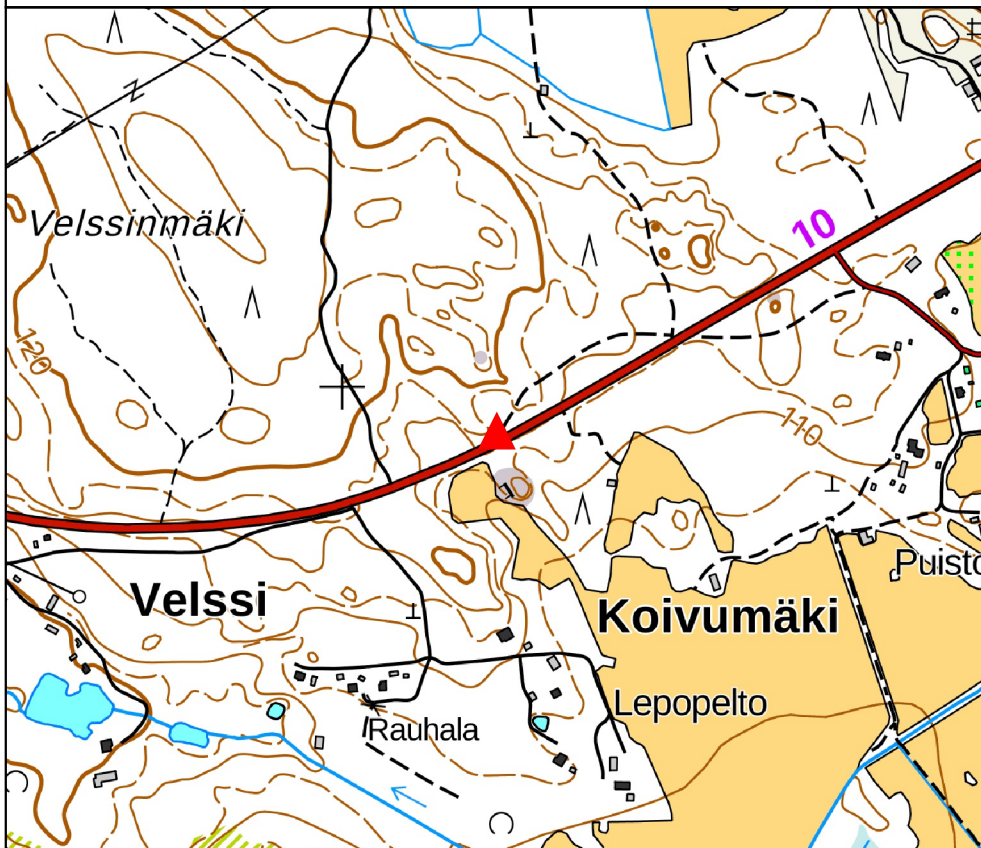 Velssinmäki
10
120
110
Puisto
Velssi
Koivumäki
Lepopelto
Rauhala